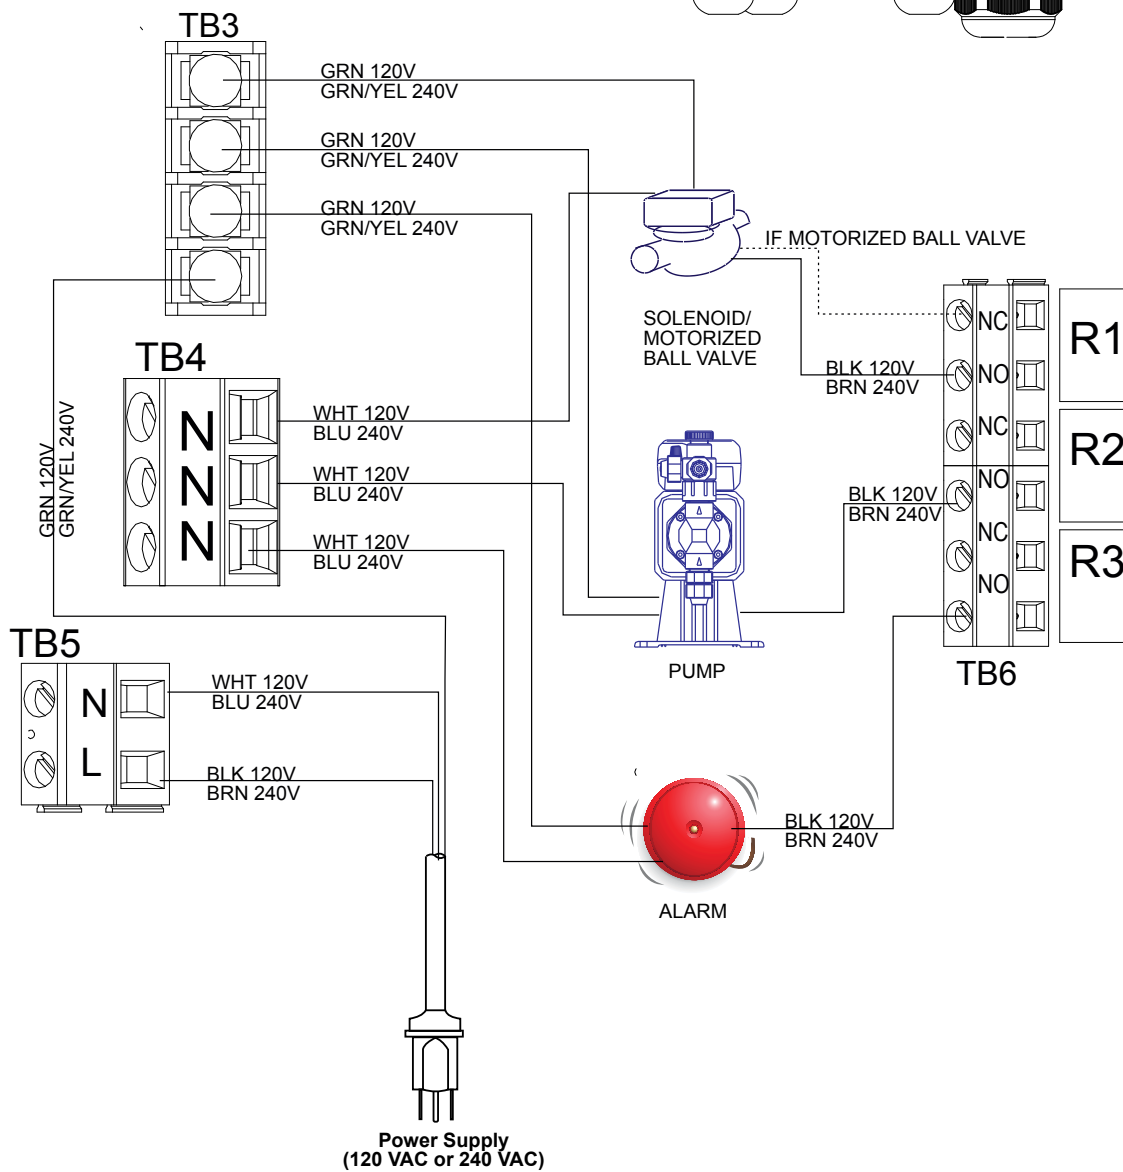 TB3
GRN 120V
GRN/YEL 240V
GRN 120V
GRN/YEL 240V
GRN 120V
GRN/YEL 240V
IF MOTORIZED BALL VALVE
SOLENOID/
MOTORIZED
BALL VALVE
NC
R1
BLK 120V
BRN 240V
NO
TB4
GRN 120V
GRN/YEL 240V
N
WHT 120V
BLU 240V
NC
R2
N
WHT 120V
BLU 240V
NO
BLK 120V
BRN 240V
N
WHT 120V
BLU 240V
NC
R3
NO
TB5
PUMP
TB6
N
WHT 120V
BLU 240V
L
BLK 120V
BRN 240V
BLK 120V
BRN 240V
ALARM
Power Supply
(120 VAC or 240 VAC)